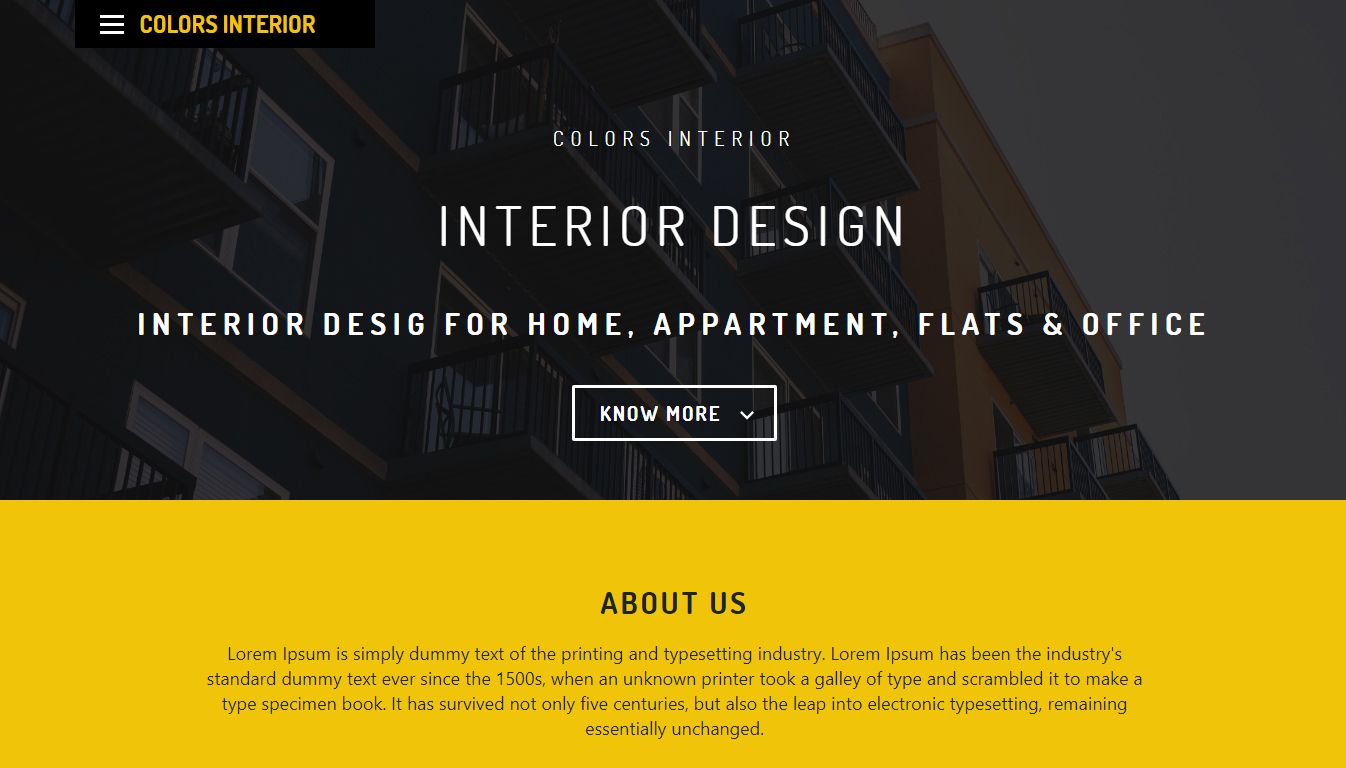 COLORS INTERIOR
COLORS INTERIOR
INTERIOR DESIGN
INTERIOR DESIG FOR HOME, APPARTMENT, FLATS & OFFICE
KNOW MORE
ABOUT US
Lorem Ipsum is simply dummy text of the printing and typesetting industry. Lorem Ipsum has been the industry's
standard dummy text ever since the 1500s, when an unknown printer took a galley of type and scrambled it to make a
type specimen book. It has survived not only five centuries, but also the leap into electronic typesetting, remaining
essentially unchanged.